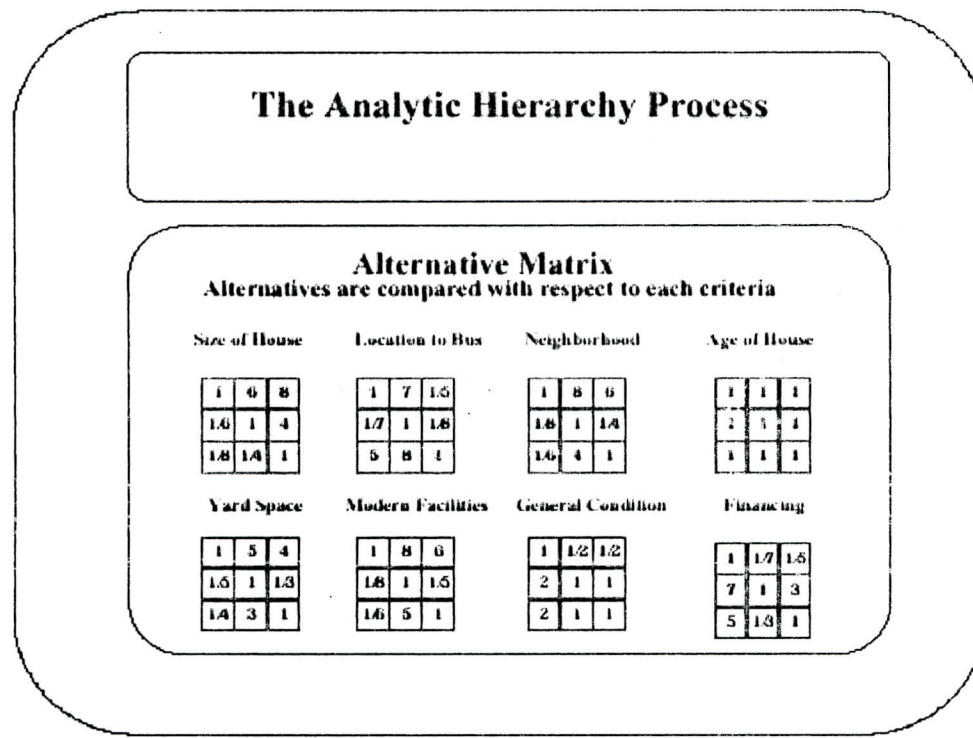 The Analytic Hierarchy Process
Alternative Matrix
Alternatives are compared with respect to each criteria
Size of House Location to Bus Neighborhood Age of House
1 6 8 1 7 1/5 1 8 6 1 1 1
1/6 1 4 1/7 1 1/8 1/8 1 1/4 1 1 1
1/8 1/4 1 5 8 1 1/6 4 1 1 1 1
Yard Space Modern Facilities General Condition Financing
1 5 4 1 8 6 1 1/2 1/2 1 1/7 1/5
1/5 1 1/3 1/8 1 1/5 2 1 1 7 1 3
1/4 3 1 1/6 5 1 2 1 1 5 1/3 1